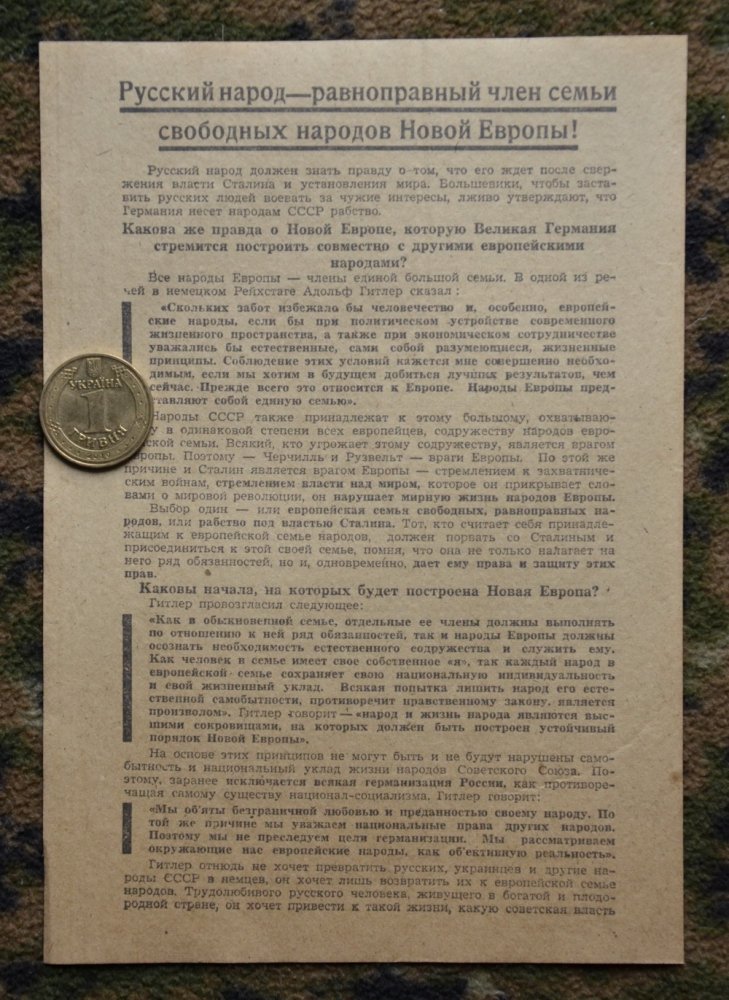 Русский народ—равноправный член семьи
свободных народов Новой Европы!
Русский народ должен знать правду о том, что его ждет после свер-
жения власти Сталина и установления мира. Большевики, чтобы заста-
вить русских людей воевать за чужие интересы, лживо утверждают, что
Германия несет народам СССР рабство.
Какова же правда о Новой Европе, которую Великая Германия
стремится построить совместно с другими европейскими
народами?
Все народы Европы — члены единой большой семьи. В одной из ре-
чей в немецком Рейхстаге Адольф Гитлер сказал:
«Скольких забот избежало бы человечество и, особенно, европей-
ские народы, если бы при политическом устройстве современного
жизненного пространства, а также при экономическом сотрудничестве
уважались бы естественные, сами собой разумеющиеся, жизненные
принципы. Соблюдение этих условий кажется мне совершенно необхо-
димым, если мы хотим в будущем добиться лучших результатов, чем
сейчас. Прежде всего это относится к Европе. Народы Европы пред-
ставляют собой единую семью».
УКРАЇНА
1
ГРИВНЯ
Народы СССР также принадлежат к этому большому, охватываю-
у в одинаковой степени всех европейцев, содружеству народов евро-
ской семьи. Всякий, кто угрожает этому содружеству, является врагом
Европы. Поэтому — Черчилль и Рузвельт — враги Европы. По этой же
причине и Сталин является врагом Европы — стремлением к захватниче-
ским войнам, стремлением власти над миром, которое он прикрывает сло-
вами о мировой революции, он нарушает мирную жизнь народов Европы.
Выбор один — или европейская семья свободных, равноправных на-
родов, или рабство под властью Сталина. Тот, кто считает себя принадле-
жащим к европейской семье народов, должен порвать со Сталиным и
присоединиться к этой своей семье, помня, что она не только налагает на
него ряд обязанностей, но и, одновременно, дает ему права и защиту этих
прав.
Каковы начала, на которых будет построена Новая Европа?
Гитлер провозгласил следующее:
«Как в обыкновенной семье, отдельные ее члены должны выполнять
по отношению к ней ряд обязанностей, так и народы Европы должны
осознать необходимость естественного содружества и служить ему.
Как человек в семье имеет свое собственное «я», так каждый народ в
европейской семье сохраняет свою национальную индивидуальность
и свой жизненный уклад. Всякая попытка лишить народ его есте-
ственной самобытности, противоречит нравственному закону, является
произволом». Гитлер говорит — «народ и жизнь народа являются выс-
шими сокровищами, на которых должен быть построен устойчивый
порядок Новой Европы».
На основе этих принципов не могут быть и не будут нарушены само-
бытность и национальный уклад жизни народов Советского Союза. По-
этому, заранее исключается всякая германизация России, как противоре-
чащая самому существу национал-социализма. Гитлер говорит:
«Мы об'яты безграничной любовью и преданностью своему народу. По
той же причине мы уважаем национальные права других народов.
Поэтому мы не преследуем цели германизации. Мы рассматриваем
окружающие нас европейские народы, как об'ективную реальность».
Гитлер отнюдь не хочет превратить русских, украинцев и другие на-
роды СССР в немцев, он хочет лишь возвратить их к европейской семье
народов. Трудолюбивого русского человека, живущего в богатой и плодо-
родной стране, он хочет привести к такой жизни, какую советская власть